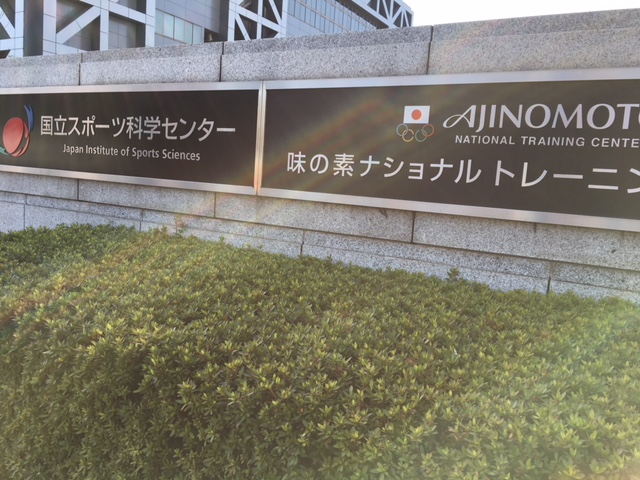 国立スポーツ科学センター
Japan Institute of Sports Sciences
AJINOMOTO
NATIONAL TRAINING CENTE
味の素ナショナルトレーニン